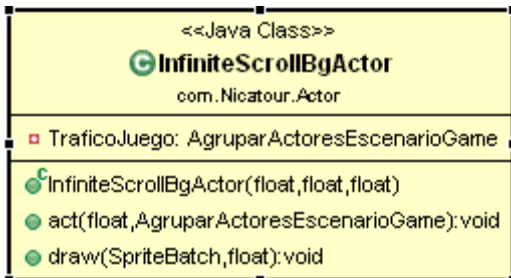 <<Java Class>>
InfiniteScrollBgActor
com.Nicatour.Actor
TraficoJuego: AgruparActoresEscenarioGame
InfiniteScrollBgActor(float,float,float)
act(float,AgruparActoresEscenarioGame):void
draw(SpriteBatch,float):void